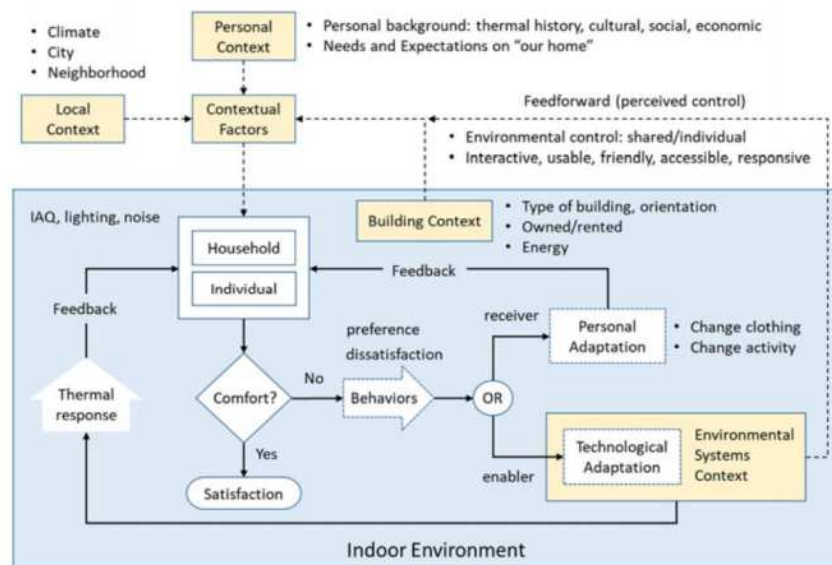 • Climate
• City
• Neighborhood
Personal
Context
• Personal background: thermal history, cultural, social, economic
• Needs and Expectations on “our home”
Local
Context
Contextual
Factors
Feedforward (perceived control)
• Environmental control: shared/individual
• Interactive, usable, friendly, accessible, responsive
IAQ, lighting, noise
Building Context
• Type of building, orientation
• Owned/rented
• Energy
Household
Individual
Feedback
Feedback
preference
dissatisfaction
receiver
Personal
Adaptation
• Change clothing
• Change activity
Thermal
response
Comfort?
No
Behaviors
OR
Yes
Satisfaction
enabler
Technological
Adaptation
Environmental
Systems
Context
Indoor Environment